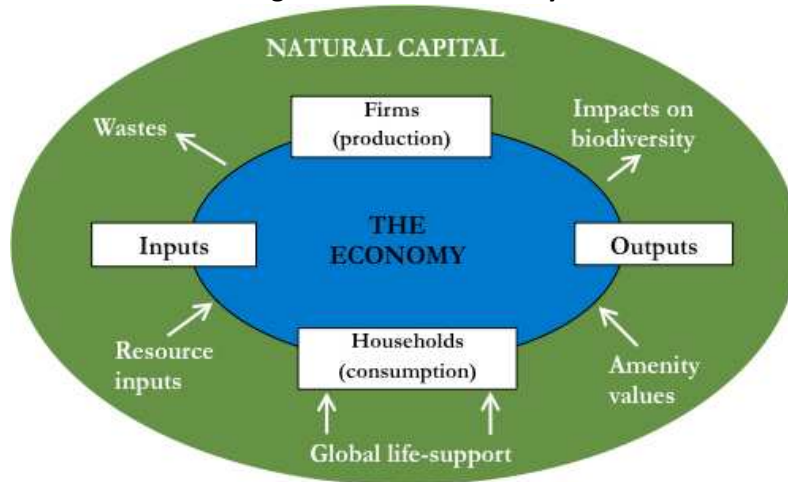 NATURAL CAPITAL
Firms
(production)
Wastes
Impacts on
biodiversity
THE
ECONOMY
Inputs
Outputs
Resource
inputs
Households
(consumption)
Amenity
values
Global life-support